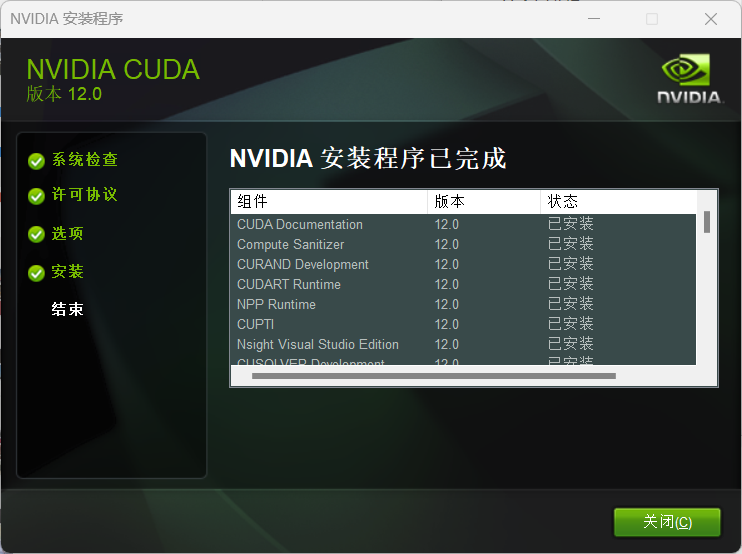 NVIDIA 安装程序
NVIDIA CUDA
版本 12.0
NVIDIA.
系统检查
许可协议
选项
安装
结束
NVIDIA 安装程序已完成
组件 版本 状态
CUDA Documentation 12.0 已安装
Compute Sanitizer 12.0 已安装
CURAND Development 12.0 已安装
CUDART Runtime 12.0 已安装
NPP Runtime 12.0 已安装
CUPTI 12.0 已安装
Nsight Visual Studio Edition 12.0 已安装
CUSOLVER Development 12.0 已安装
关闭(C)